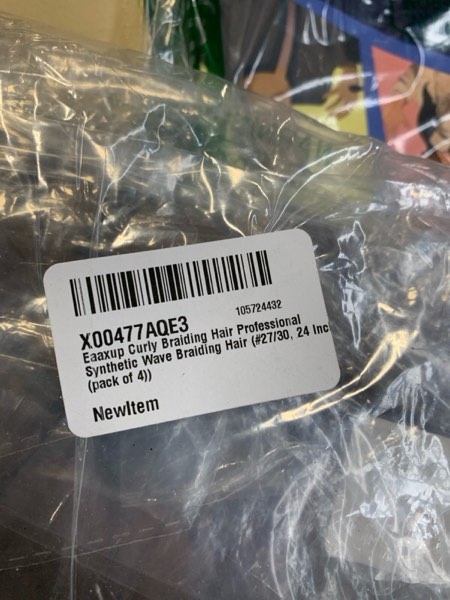 105724432
X00477AQE3
Eaaxup Curly Braiding Hair Professional
Synthetic Wave Braiding Hair (#27/30, 24 Inc
(pack of 4))
NewItem